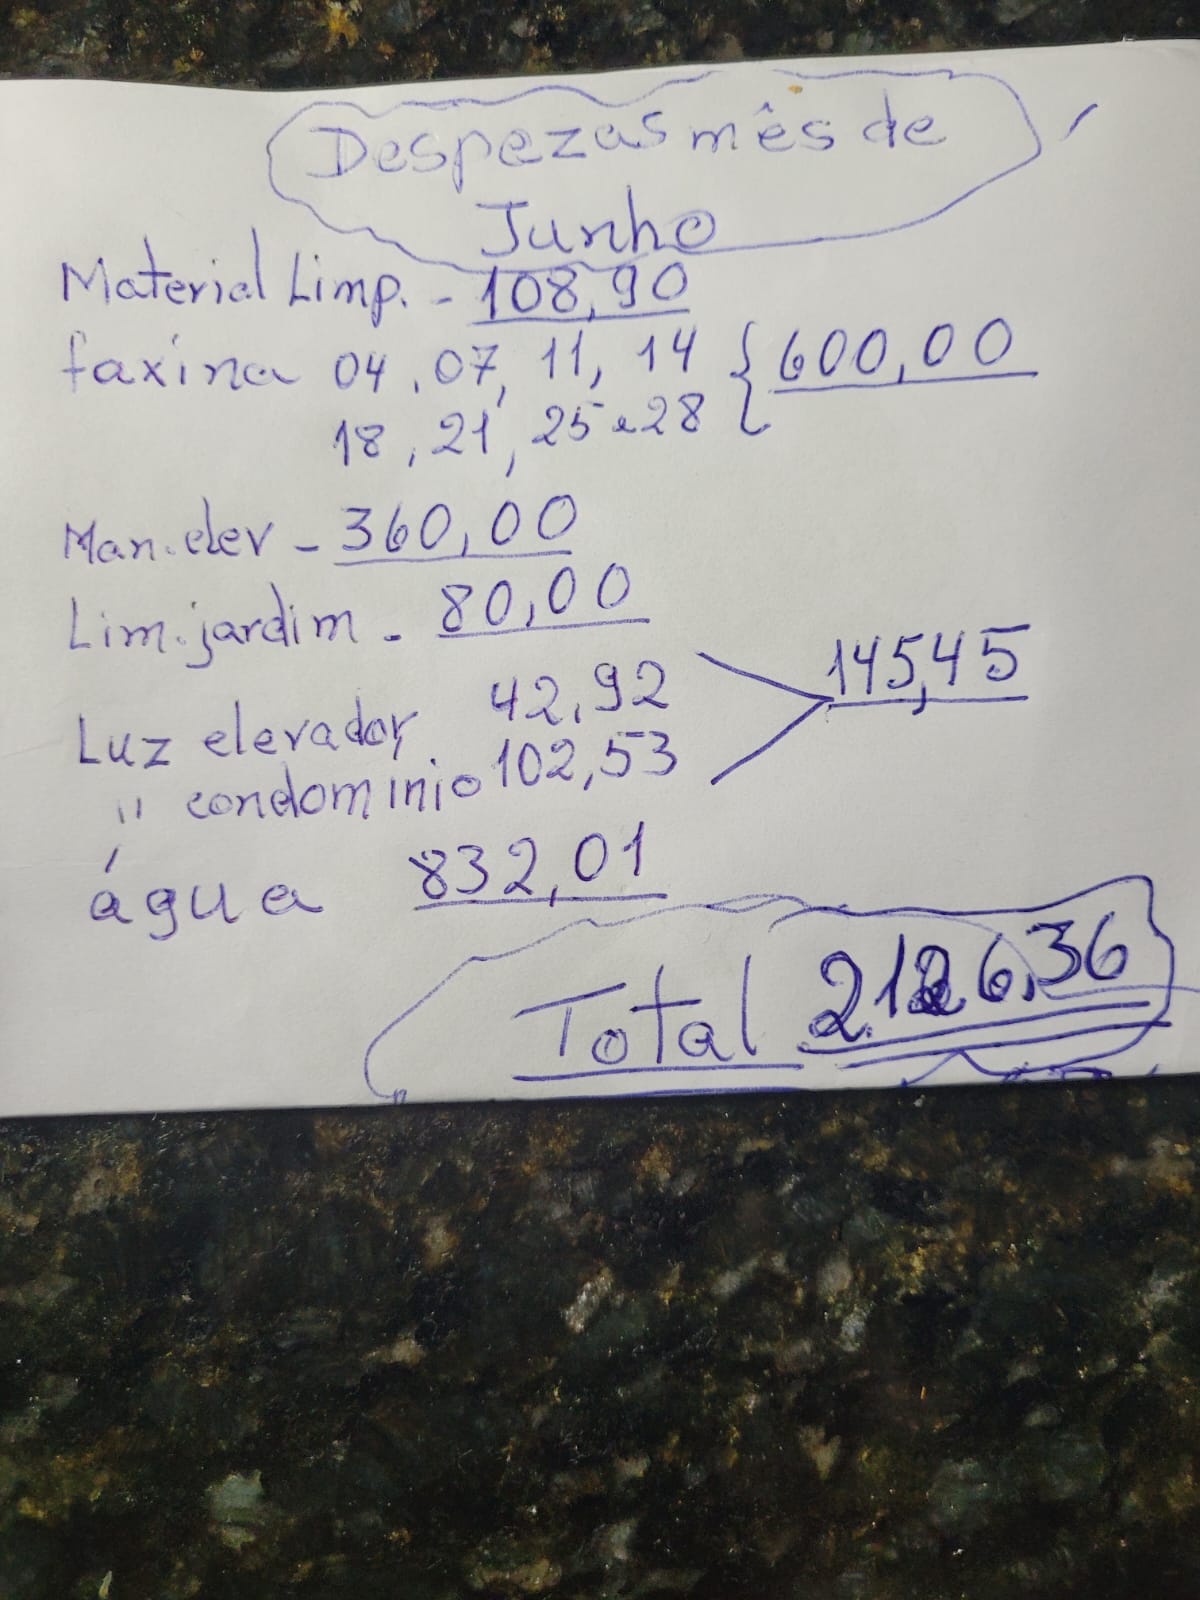 Despezas mês de
Junho
Material Limp. - 108,90
faxina 04, 07, 11, 14 { 600,00
18, 21, 25 e 28
Man. elev - 360,00
Lim. jardim - 80,00
Luz elevador 42,92
145,45
" condominio 102,53
água 832,01
Total 2.126,36